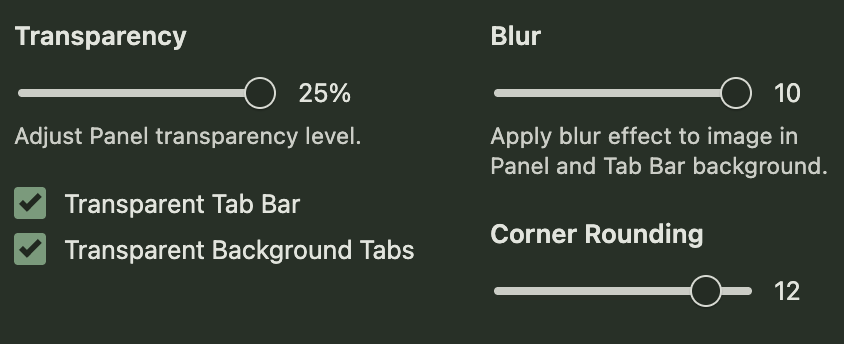 Transparency
25%
Adjust Panel transparency level.
Transparent Tab Bar
Transparent Background Tabs
Blur
10
Apply blur effect to image in
Panel and Tab Bar background.
Corner Rounding
12